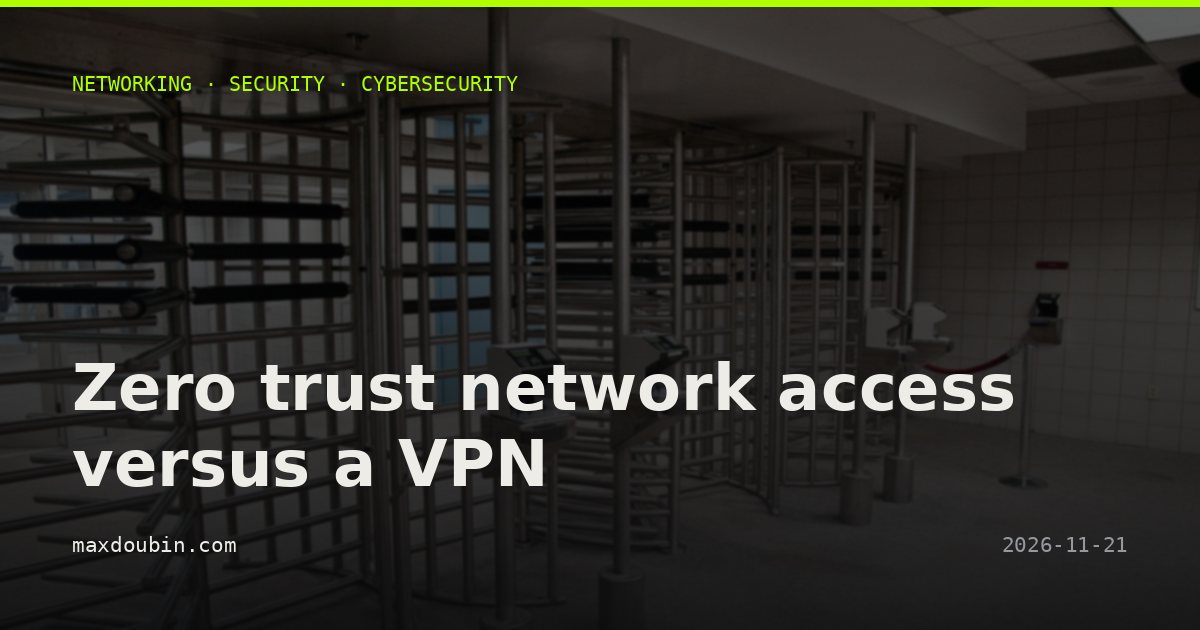 NETWORKING · SECURITY · CYBERSECURITY
Zero trust network access
versus a VPN
maxdoubin.com
2026-11-21